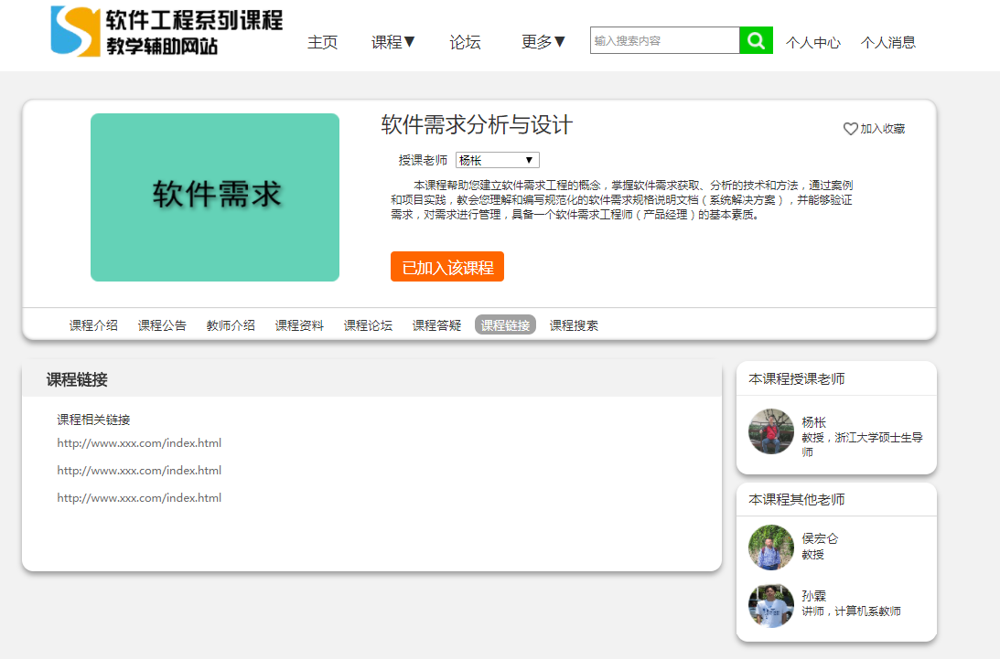 软件工程系列课程
教学辅助网站
主页 课程▼ 论坛 更多▼ 输入搜索内容 个人中心 个人消息
软件需求
软件需求分析与设计
加入收藏
授课老师 杨枨 ▼
本课程帮助您建立软件需求工程的概念，掌握软件需求获取、分析的技术和方法，通过案例
和项目实践，教会您理解和编写规范化的软件需求规格说明文档（系统解决方案），并能够验证
需求，对需求进行管理，具备一个软件需求工程师（产品经理）的基本素质。
已加入该课程
课程介绍 课程公告 教师介绍 课程资料 课程论坛 课程答疑 课程链接 课程搜索
课程链接
课程相关链接
http://www.xxx.com/index.html
http://www.xxx.com/index.html
http://www.xxx.com/index.html
本课程授课老师
杨枨
教授，浙江大学硕士生导
师
本课程其他老师
侯宏仑
教授
孙霖
讲师，计算机系教师